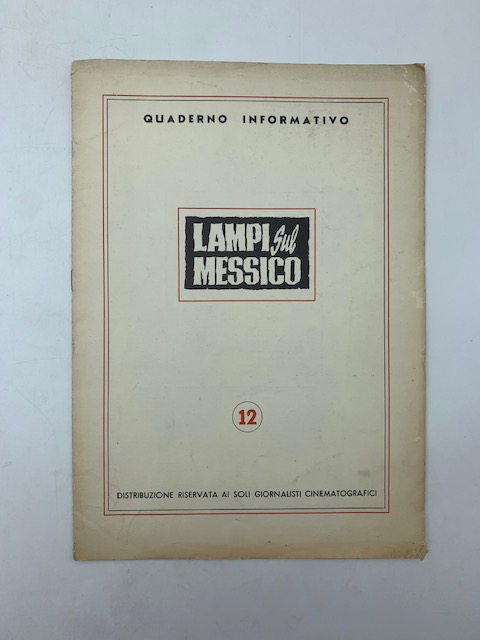 QUADERNO INFORMATIVO
LAMPI sul
MESSICO
12
DISTRIBUZIONE RISERVATA AI SOLI GIORNALISTI CINEMATOGRAFICI